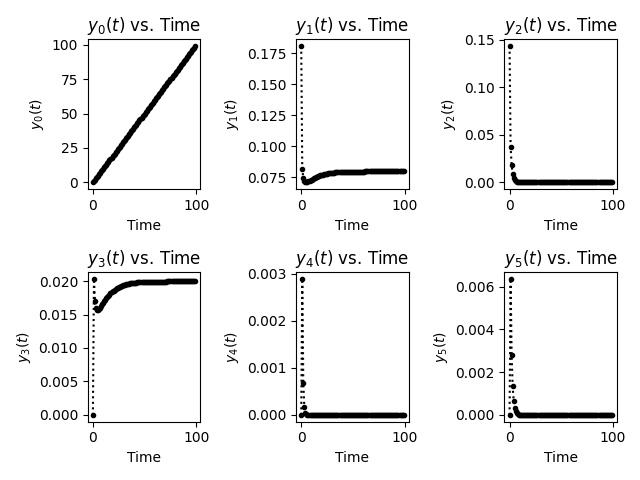 y₀(t) vs. Time
y₁(t) vs. Time
y₂(t) vs. Time
y₀(t)
100
75
50
25
0
0
100
Time
y₁(t)
0.175
0.150
0.125
0.100
0.075
0
100
Time
y₂(t)
0.15
0.10
0.05
0.00
0
100
Time
y₃(t) vs. Time
y₄(t) vs. Time
y₅(t) vs. Time
y₃(t)
0.020
0.015
0.010
0.005
0.000
0
100
Time
y₄(t)
0.003
0.002
0.001
0.000
0
100
Time
y₅(t)
0.006
0.004
0.002
0.000
0
100
Time